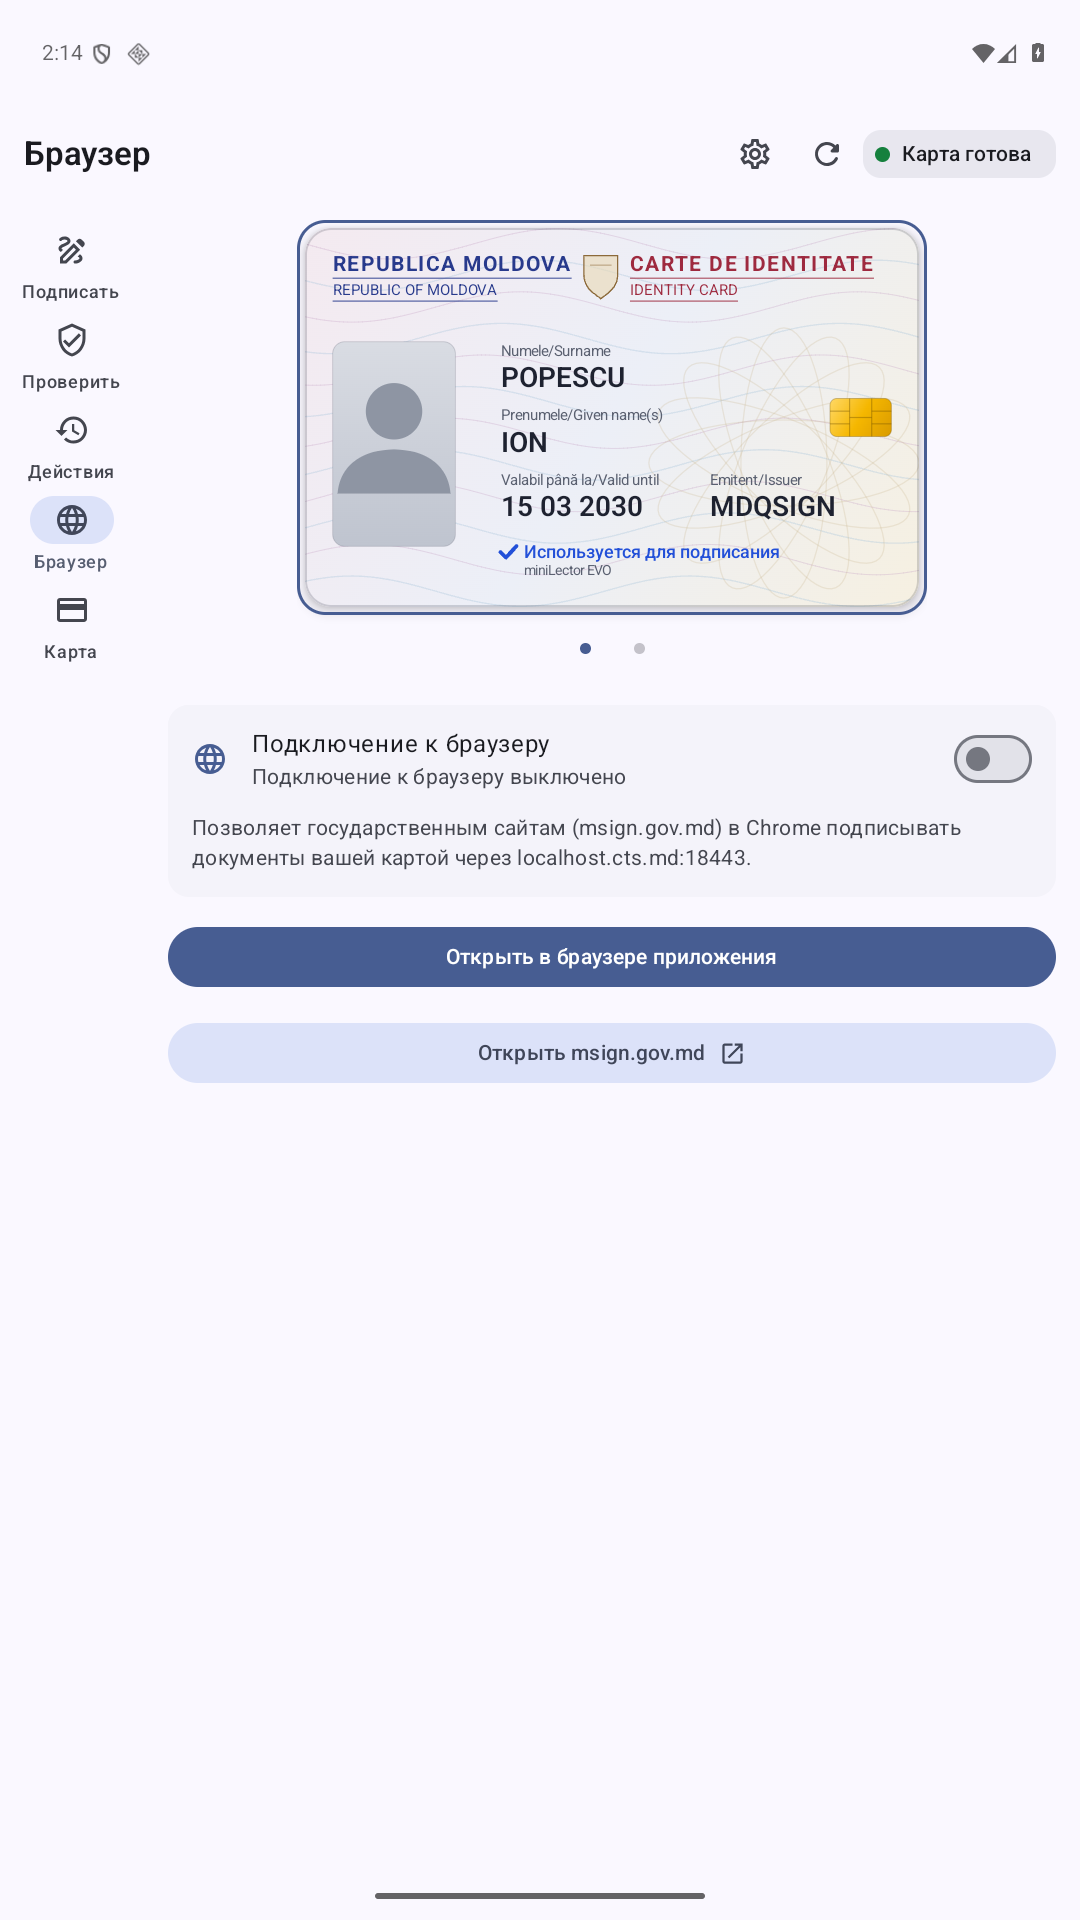 2:14
Браузер
Карта готова
Подписать
Проверить
Действия
Браузер
Карта
REPUBLICA MOLDOVA
REPUBLIC OF MOLDOVA
CARTE DE IDENTITATE
IDENTITY CARD
Numele/Surname
POPESCU
Prenumele/Given name(s)
ION
Valabil până la/Valid until
15 03 2030
Emitent/Issuer
MDQSIGN
Используется для подписания
miniLector EVO
Подключение к браузеру
Подключение к браузеру выключено
Позволяет государственным сайтам (msign.gov.md) в Chrome подписывать
документы вашей картой через localhost.cts.md:18443.
Открыть в браузере приложения
Открыть msign.gov.md